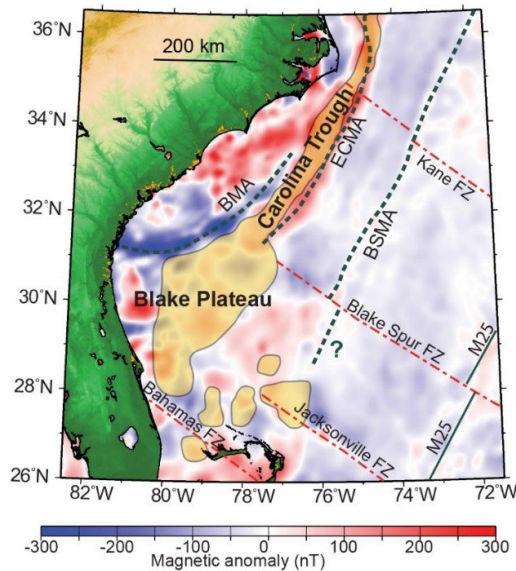 36°N
34°N
32°N
30°N
28°N
26°N
200 km
Carolina Trough
ECMA
BMA
BSMA
Kane FZ
Blake Plateau
Blake Spur FZ
?
M25
Bahamas FZ
Jacksonville FZ
M25
82°W 80°W 78°W 76°W 74°W 72°W
-300 -200 -100 0 100 200 300
Magnetic anomaly (nT)